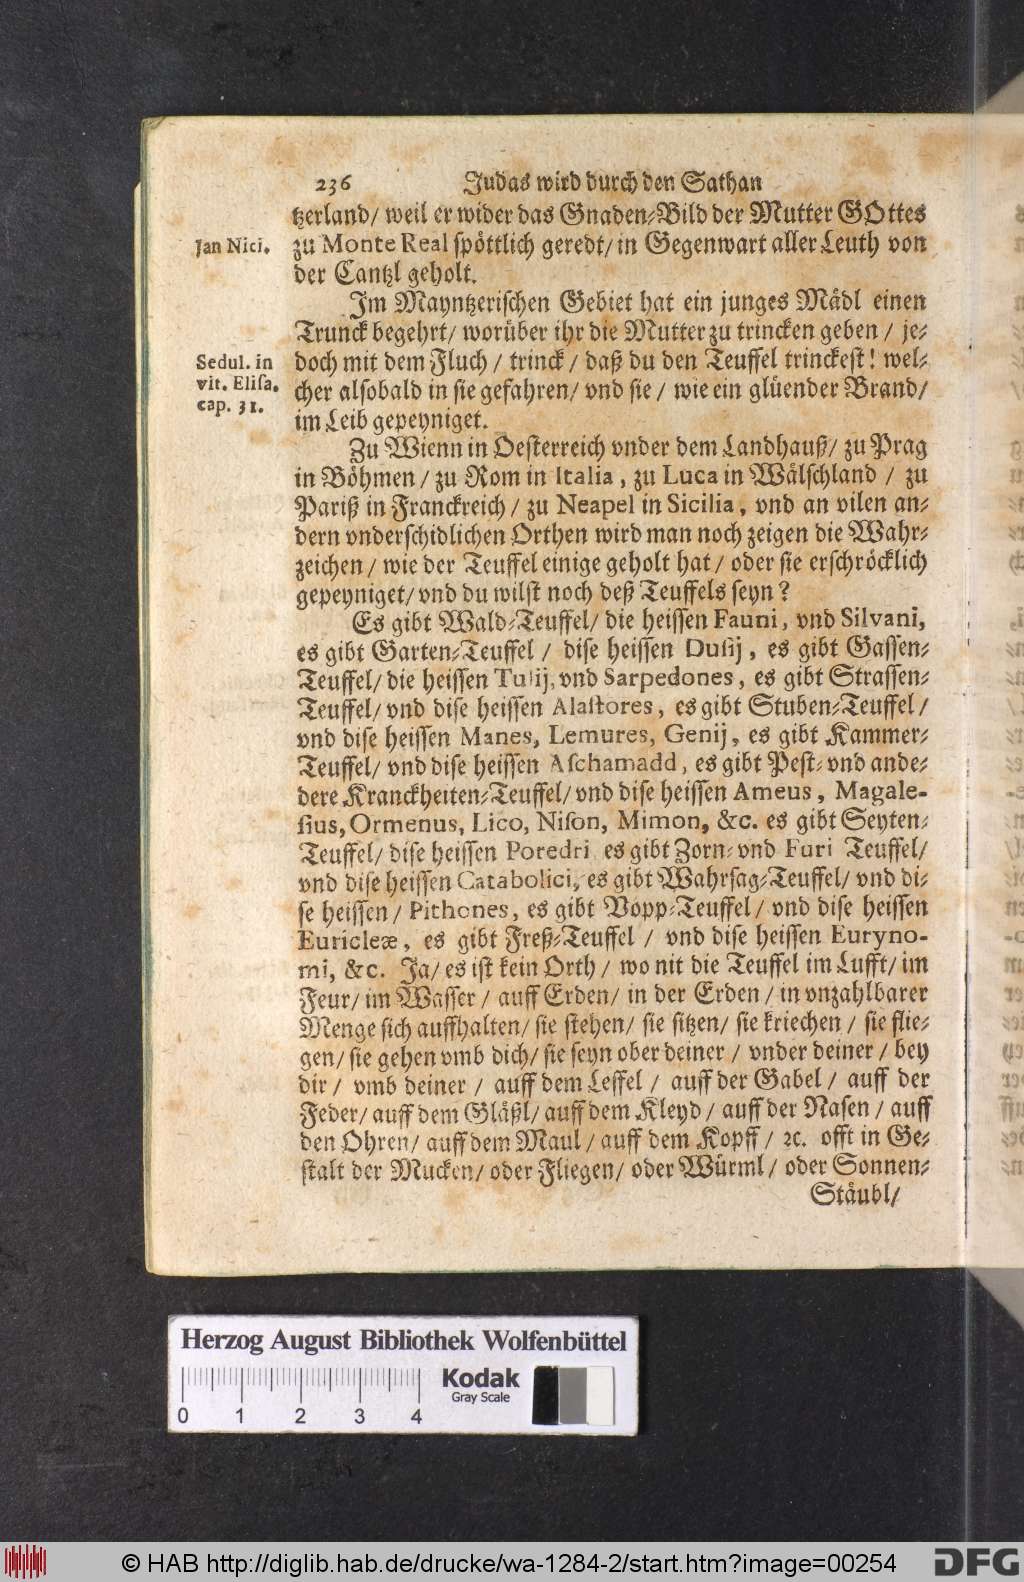 236 Judas wird durch den Sathan
tzerland/ weil er wider das Gnaden-Bild der Mutter GOttes
Jan Nici.
zu Monte Real spöttlich geredt/ in Gegenwart aller Leuth von
der Cantzl geholt.
Im Mayntzerischen Gebiet hat ein junges Mädl einen
Trunck begehrt/ worüber ihr die Mutter zu trincken geben / je-
Sedul. in
vit. Elisa.
cap. 31.
doch mit dem Fluch / trinck / daß du den Teuffel trinckest! wel-
cher alsobald in sie gefahren/ vnd sie / wie ein glüender Brand/
im Leib gepeyniget.
Zu Wienn in Oesterreich vnder dem Landhauß/ zu Prag
in Böhmen / zu Rom in Italia, zu Luca in Wälschland / zu
Pariß in Franckreich / zu Neapel in Sicilia, vnd an vilen an-
dern vnderschidlichen Orthen wird man noch zeigen die Wahr-
zeichen / wie der Teuffel einige geholt hat / oder sie erschröcklich
gepeyniget/ vnd du wilst noch deß Teuffels seyn?
Es gibt Wald-Teuffel/ die heissen Fauni, vnd Silvani,
es gibt Garten-Teuffel / dise heissen Dusij, es gibt Gassen-
Teuffel/ die heissen Tusij, vnd Sarpedones, es gibt Strassen-
Teuffel/ vnd dise heissen Alastores, es gibt Stuben-Teuffel /
vnd dise heissen Manes, Lemures, Genij, es gibt Kammer-
Teuffel/ vnd dise heissen Aschamadd, es gibt Pest- vnd ande-
dere Kranckheiten-Teuffel/ vnd dise heissen Ameus, Magale-
sius, Ormenus, Lico, Nison, Mimon, &c. es gibt Seyten-
Teuffel/ dise heissen Poredri es gibt Zorn- vnd Furi Teuffel/
vnd dise heissen Catabolici, es gibt Wahrsag-Teuffel/ vnd di-
se heissen / Pithones, es gibt Vopp-Teuffel / vnd dise heissen
Euricleæ, es gibt Freß-Teuffel / vnd dise heissen Euryno-
mi, &c. Ja/ es ist kein Orth / wo nit die Teuffel im Lufft/ im
Feur/ im Wasser / auff Erden/ in der Erden / in vnzahlbarer
Menge sich auffhalten/ sie stehen/ sie sitzen/ sie kriechen / sie flie-
gen/ sie gehen vmb dich/ sie seyn ober deiner / vnder deiner / bey
dir / vmb deiner / auff dem Leffel / auff der Gabel / auff der
Feder/ auff dem Gläßl/ auff dem Kleyd / auff der Nasen / auff
den Ohren/ auff dem Maul / auff dem Kopff / ꝛc. offt in Ge-
stalt der Mucken/ oder Fliegen/ oder Würml / oder Sonnen-
Stäubl/
Herzog August Bibliothek Wolfenbüttel
Kodak
Gray Scale
0 1 2 3 4
© HAB http://diglib.hab.de/drucke/wa-1284-2/start.htm?image=00254
DFG